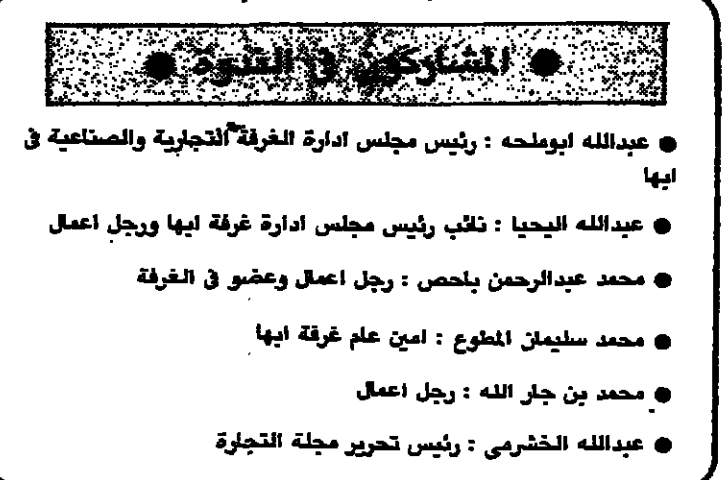 ● المشاركون في الندوة ●
● عبدالله ابوملحه : رئيس مجلس ادارة الغرفة التجارية والصناعية في
ابها
● عبدالله اليحيا : نائب رئيس مجلس ادارة غرفة ابها ورجل اعمال
● محمد عبدالرحمن باحص : رجل اعمال وعضو في الغرفة
● محمد سليمان المطوع : امين عام غرفة ابها
● محمد بن جار الله : رجل اعمال
● عبدالله الخشرمي : رئيس تحرير مجلة التجارة